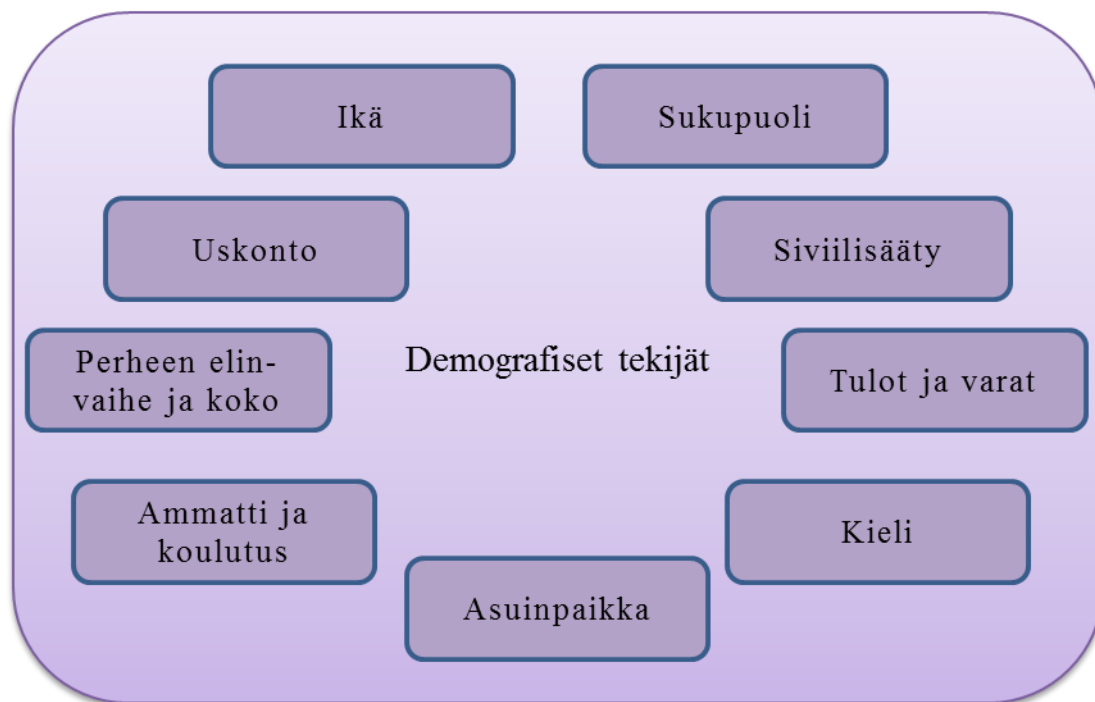 Ikä
Sukupuoli
Uskonto
Siviilisääty
Perheen elin-
vaihe ja koko
Demografiset tekijät
Tulot ja varat
Ammatti ja
koulutus
Kieli
Asuinpaikka